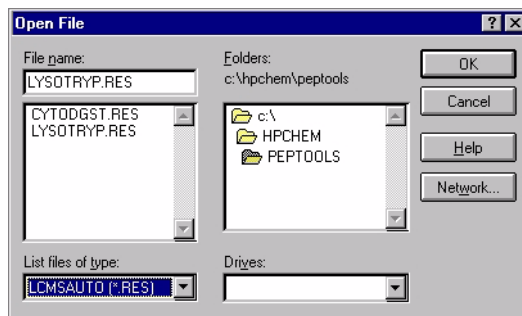 Open File
File name:
LYSOTRYP.RES
CYTODGST.RES
LYSOTRYP.RES
List files of type:
LCMSAUTO (*.RES)
Folders:
c:\hpchem\peptools
c:\
HPCHEM
PEPTOOLS
Drives:
OK
Cancel
Help
Network...